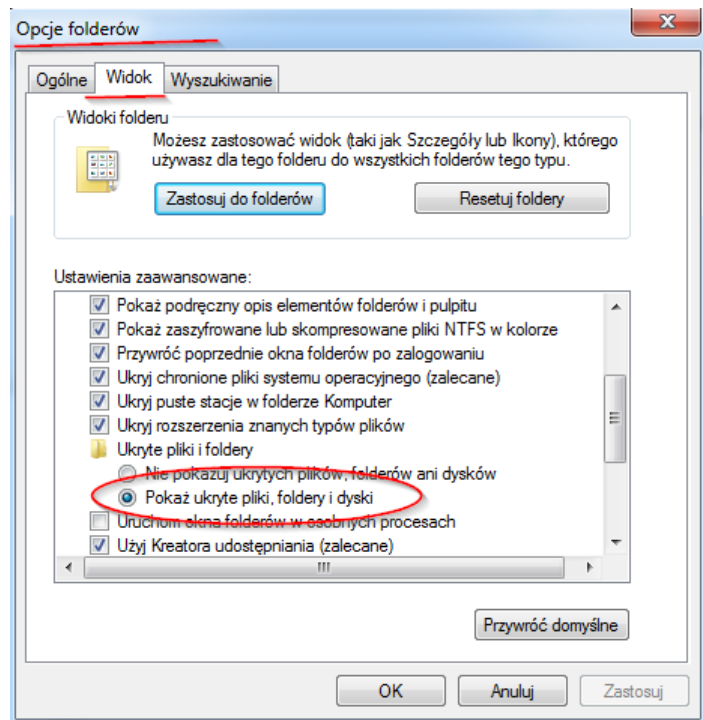 Opcje folderów
Ogólne Widok Wyszukiwanie
Widoki folderu
Możesz zastosować widok (taki jak Szczegóły lub Ikony), którego
używasz dla tego folderu do wszystkich folderów tego typu.
Zastosuj do folderów Resetuj foldery
Ustawienia zaawansowane:
Pokaż podręczny opis elementów folderów i pulpitu
Pokaż zaszyfrowane lub skompresowane pliki NTFS w kolorze
Przywróć poprzednie okna folderów po zalogowaniu
Ukryj chronione pliki systemu operacyjnego (zalecane)
Ukryj puste stacje w folderze Komputer
Ukryj rozszerzenia znanych typów plików
Ukryte pliki i foldery
Nie pokazuj ukrytych plików, folderów ani dysków
Pokaż ukryte pliki, foldery i dyski
Uruchom okna folderów w osobnych procesach
Użyj Kreatora udostępniania (zalecane)
Przywróć domyślne
OK Anuluj Zastosuj